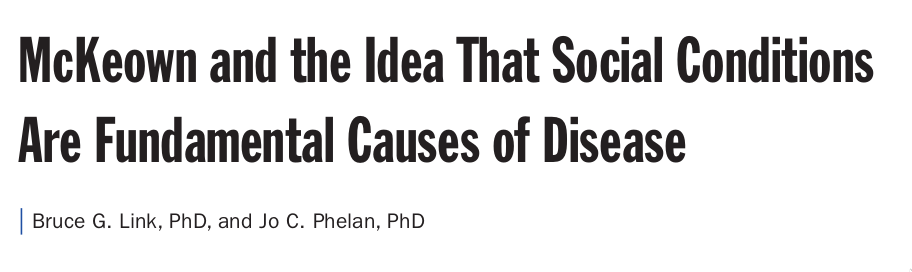 McKeown and the Idea That Social Conditions
Are Fundamental Causes of Disease
Bruce G. Link, PhD, and Jo C. Phelan, PhD